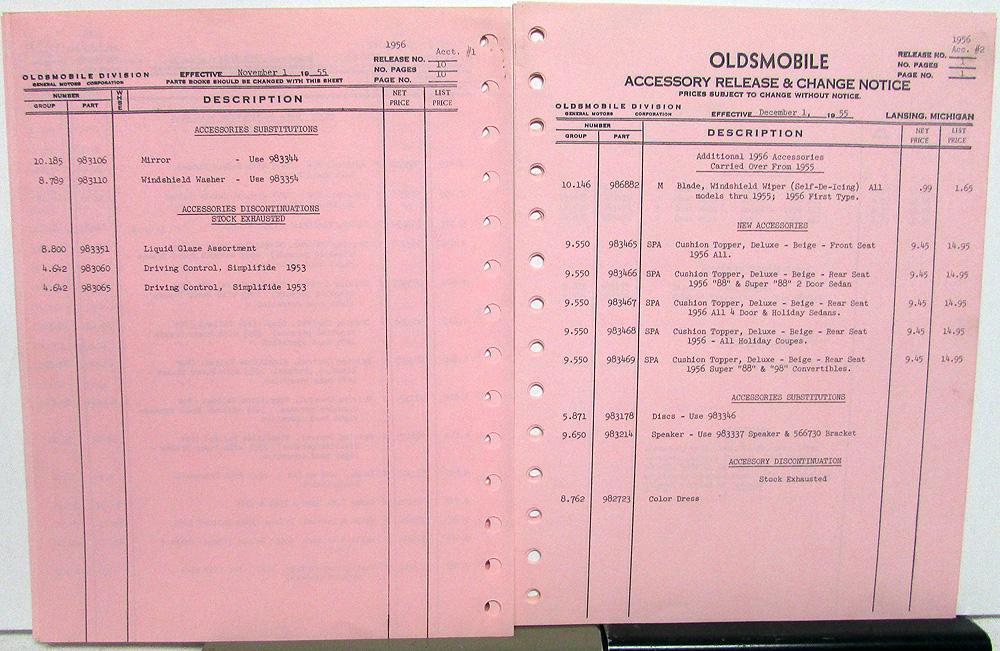 1956
Acct. #1
RELEASE NO.
NO. PAGES 10
PAGE NO. 10
OLDSMOBILE DIVISION
GENERAL MOTORS CORPORATION
EFFECTIVE November 1 1955
PARTS BOOKS SHOULD BE CHANGED WITH THIS SHEET
NUMBER
GROUP PART
WHSE
DESCRIPTION
NET PRICE
LIST PRICE
ACCESSORIES SUBSTITUTIONS
10.185 983106 Mirror - Use 983344
8.789 983110 Windshield Washer - Use 983354
ACCESSORIES DISCONTINUATIONS
STOCK EXHAUSTED
8.800 983351 Liquid Glaze Assortment
4.642 983060 Driving Control, Simplifide 1953
4.642 983065 Driving Control, Simplifide 1953
1956
OLDSMOBILE
RELEASE NO. Acc. #2
NO. PAGES 1
PAGE NO. 1
ACCESSORY RELEASE & CHANGE NOTICE
PRICES SUBJECT TO CHANGE WITHOUT NOTICE.
OLDSMOBILE DIVISION
GENERAL MOTORS CORPORATION
EFFECTIVE December 1, 1955
LANSING, MICHIGAN
NUMBER
GROUP PART
DESCRIPTION
NET PRICE
LIST PRICE
Additional 1956 Accessories
Carried Over From 1955
10.146 986882 M Blade, Windshield Wiper (Self-De-Icing) All .99 1.65
models thru 1955; 1956 First Type.
NEW ACCESSORIES
9.550 983465 SPA Cushion Topper, Deluxe - Beige - Front Seat 9.45 14.95
1956 All.
9.550 983466 SPA Cushion Topper, Deluxe - Beige - Rear Seat 9.45 14.95
1956 "88" & Super "88" 2 Door Sedan
9.550 983467 SPA Cushion Topper, Deluxe - Beige - Rear Seat 9.45 14.95
1956 All 4 Door & Holiday Sedans.
9.550 983468 SPA Cushion Topper, Deluxe - Beige - Rear Seat 9.45 14.95
1956 - All Holiday Coupes.
9.550 983469 SPA Cushion Topper, Deluxe - Beige - Rear Seat 9.45 14.95
1956 Super "88" & "98" Convertibles.
ACCESSORIES SUBSTITUTIONS
5.871 983178 Discs - Use 983346
9.650 983214 Speaker - Use 983337 Speaker & 566730 Bracket
ACCESSORY DISCONTINUATION
Stock Exhausted
8.762 982723 Color Dress